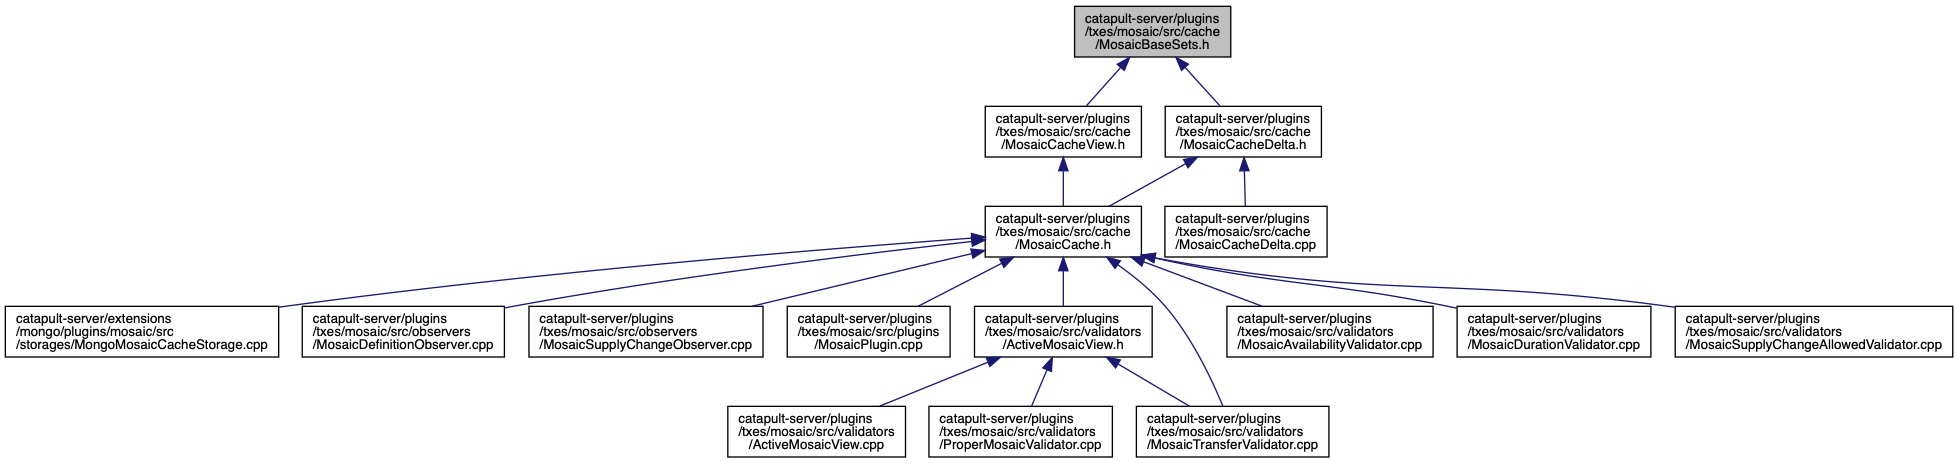 catapult-server/plugins
/txes/mosaic/src/cache
/MosaicBaseSets.h
catapult-server/plugins
/txes/mosaic/src/cache
/MosaicCacheView.h
catapult-server/plugins
/txes/mosaic/src/cache
/MosaicCacheDelta.h
catapult-server/plugins
/txes/mosaic/src/cache
/MosaicCache.h
catapult-server/plugins
/txes/mosaic/src/cache
/MosaicCacheDelta.cpp
catapult-server/extensions
/mongo/plugins/mosaic/src
/storages/MongoMosaicCacheStorage.cpp
catapult-server/plugins
/txes/mosaic/src/observers
/MosaicDefinitionObserver.cpp
catapult-server/plugins
/txes/mosaic/src/observers
/MosaicSupplyChangeObserver.cpp
catapult-server/plugins
/txes/mosaic/src/plugins
/MosaicPlugin.cpp
catapult-server/plugins
/txes/mosaic/src/validators
/ActiveMosaicView.h
catapult-server/plugins
/txes/mosaic/src/validators
/MosaicAvailabilityValidator.cpp
catapult-server/plugins
/txes/mosaic/src/validators
/MosaicDurationValidator.cpp
catapult-server/plugins
/txes/mosaic/src/validators
/MosaicSupplyChangeAllowedValidator.cpp
catapult-server/plugins
/txes/mosaic/src/validators
/ActiveMosaicView.cpp
catapult-server/plugins
/txes/mosaic/src/validators
/ProperMosaicValidator.cpp
catapult-server/plugins
/txes/mosaic/src/validators
/MosaicTransferValidator.cpp